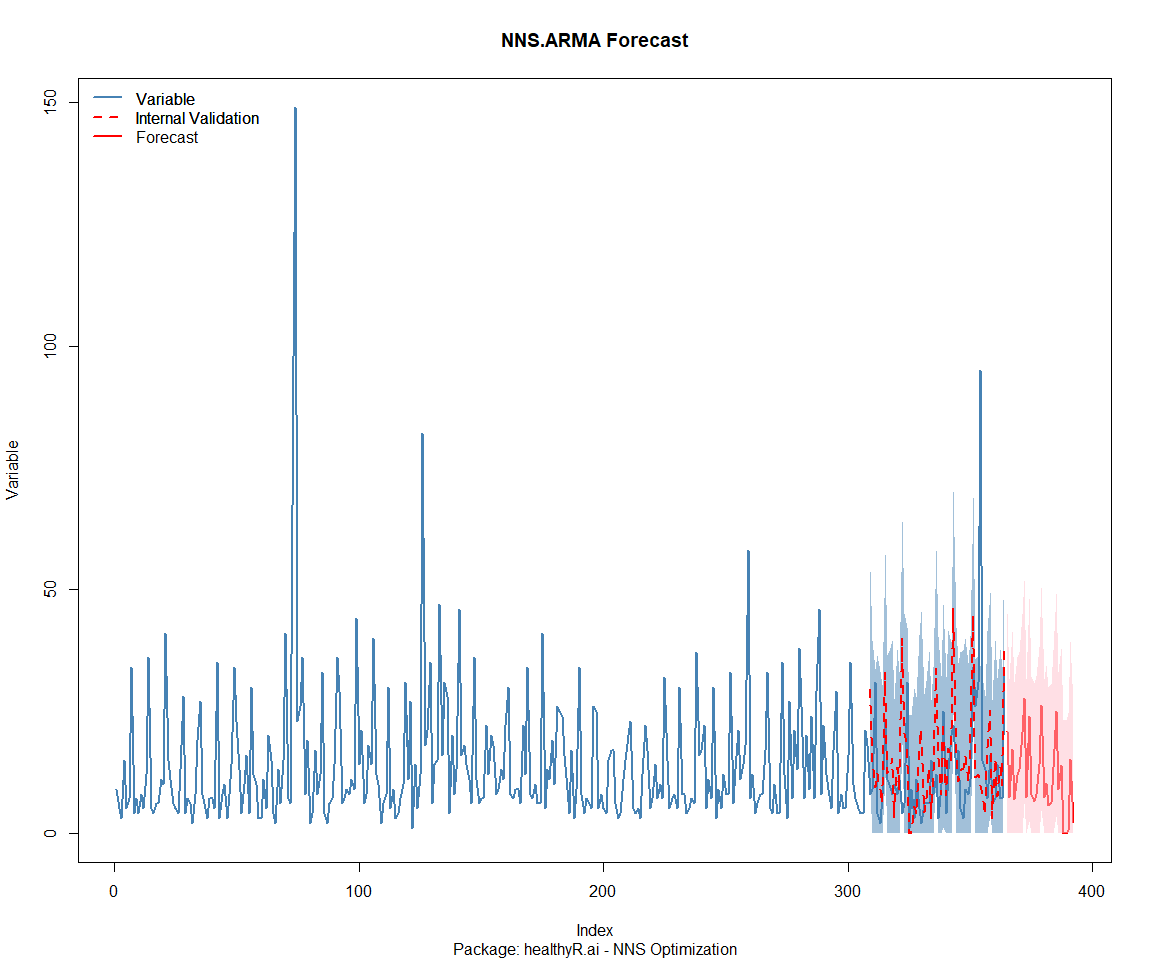 NNS.ARMA Forecast
Variable
Internal Validation
Forecast
150
100
50
0
Variable
0 100 200 300 400
Index
Package: healthyR.ai - NNS Optimization